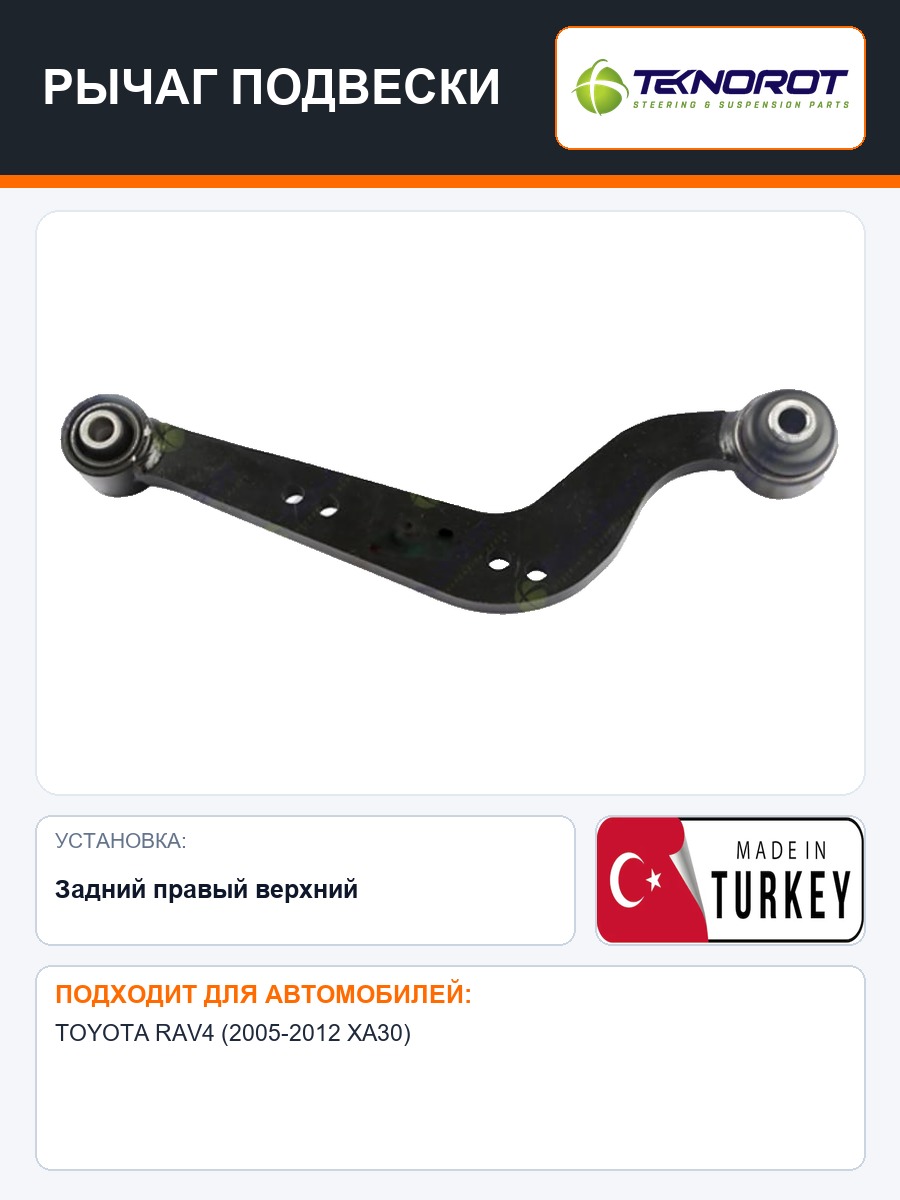 РЫЧАГ ПОДВЕСКИ
TEKNOROT
STEERING & SUSPENSION PARTS
УСТАНОВКА:
Задний правый верхний
MADE IN
TURKEY
ПОДХОДИТ ДЛЯ АВТОМОБИЛЕЙ:
TOYOTA RAV4 (2005-2012 XA30)